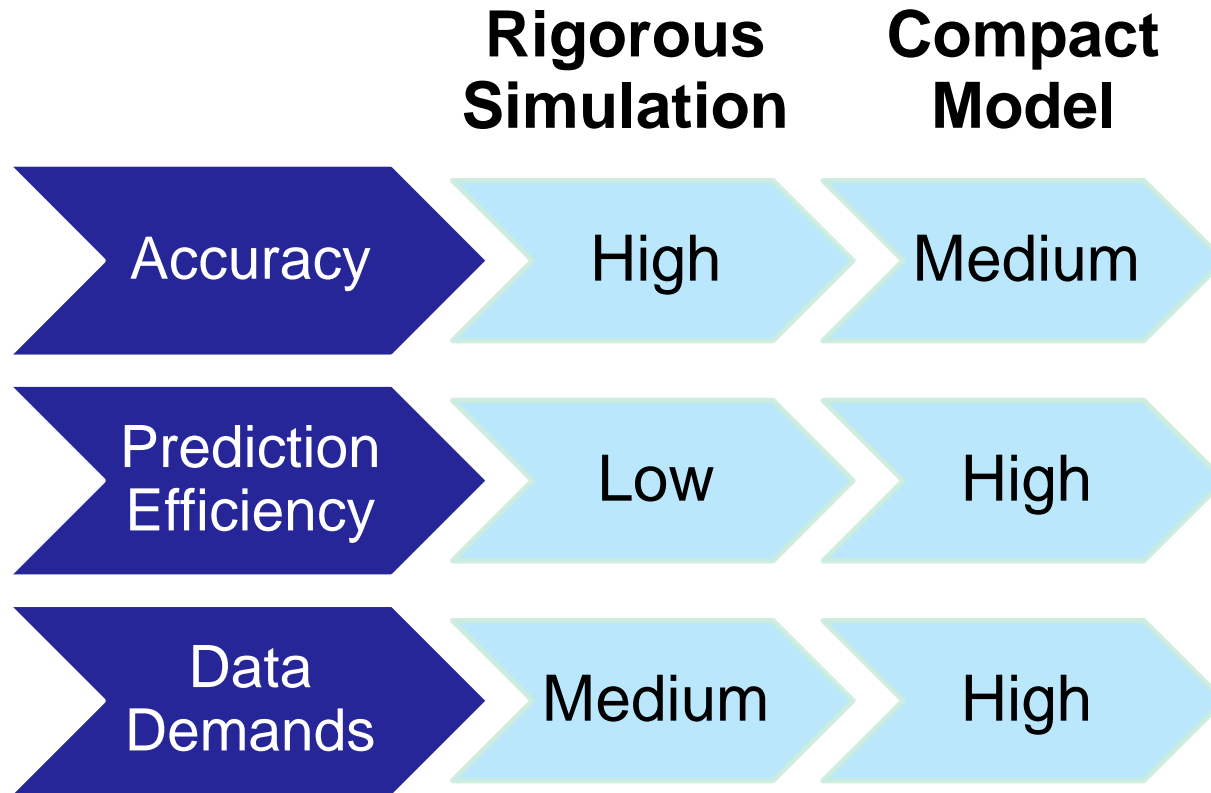 Rigorous Compact
Simulation Model
Accuracy High Medium
Prediction
Efficiency Low High
Data
Demands Medium High